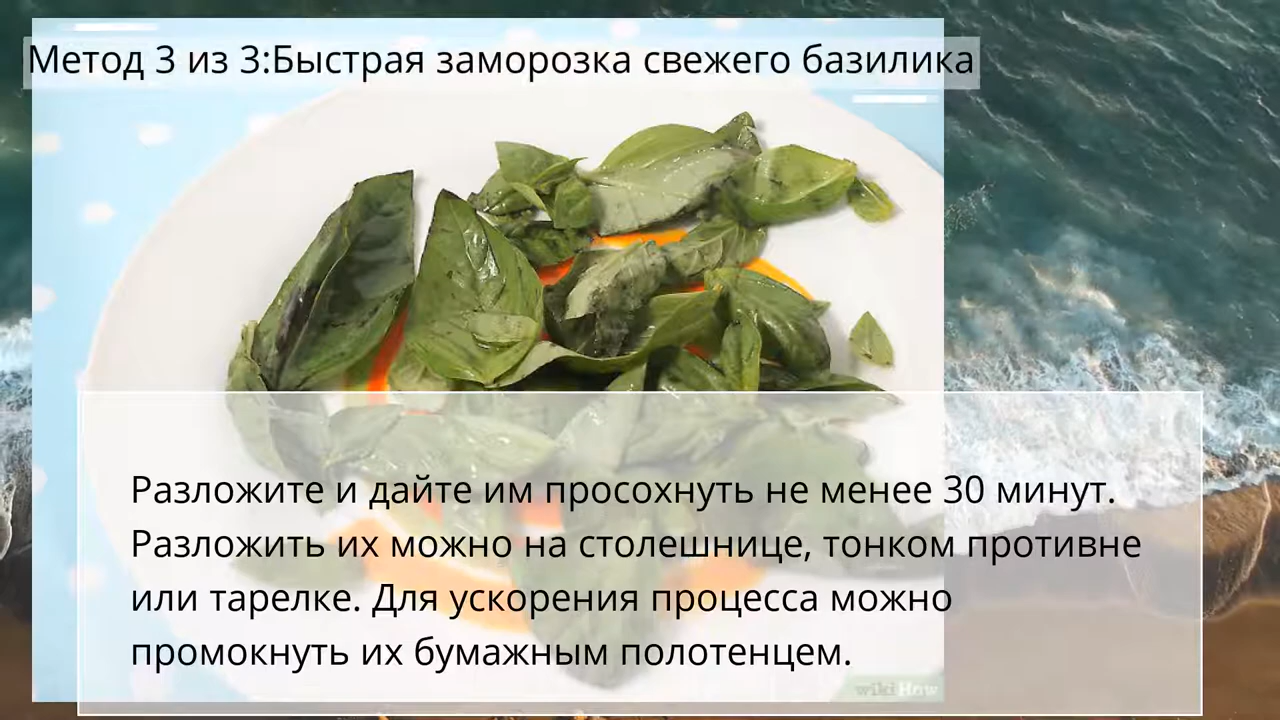 Метод 3 из 3:Быстрая заморозка свежего базилика
Разложите и дайте им просохнуть не менее 30 минут.
Разложить их можно на столешнице, тонком противне
или тарелке. Для ускорения процесса можно
промокнуть их бумажным полотенцем.
wikiHow